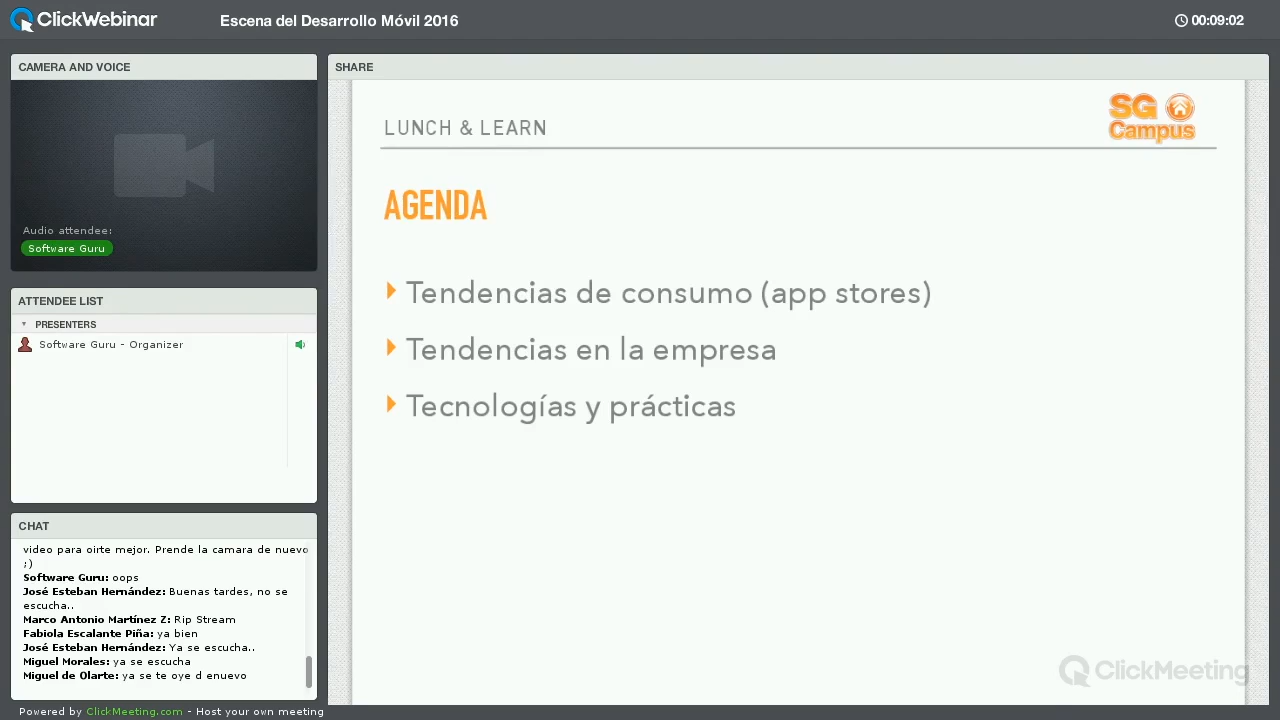 ClickWebinar
Escena del Desarrollo Móvil 2016
00:09:02
CAMERA AND VOICE
Audio attendee:
Software Guru
ATTENDEE LIST
PRESENTERS
Software Guru - Organizer
CHAT
video por si the mejor. Prende la camara de nuevo
;)
Software Guru: oops
José Esteban Hernández: Buenas tardes, no se
escucha
Marco Antonio Martinez Z: Rip Stream
Fabiola Escalante Piña: ya bien
José Esteban Hernández: Ya se escucha..
Miguel Morales: ya se escucha
Miguel de Olarte: ya se te oye d enuevo
Powered by ClickMeeting.com - Host your own meeting
SHARE
LUNCH & LEARN
SG
Campus
AGENDA
Tendencias de consumo (app stores)
Tendencias en la empresa
Tecnologías y prácticas
ClickMeeting